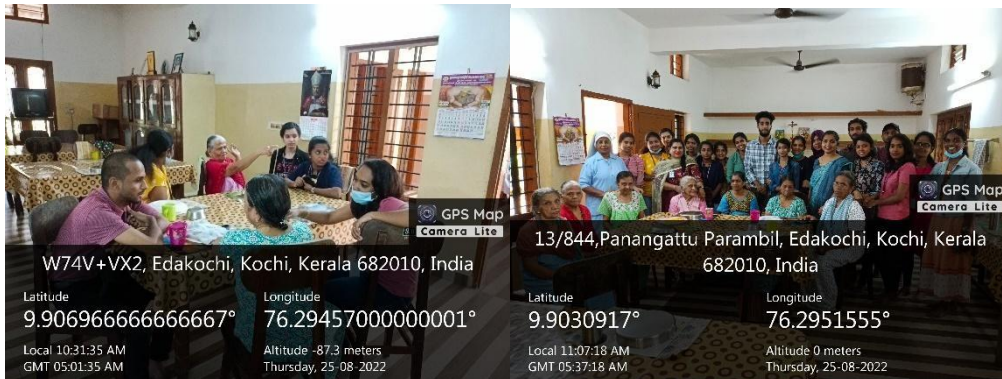 GPS Map
Camera Lite
W74V+VX2, Edakochi, Kochi, Kerala 682010, India
Latitude
9.906966666666667°
Longitude
76.29457000000001°
Local 10:31:35 AM
GMT 05:01:35 AM
Altitude -87.3 meters
Thursday, 25-08-2022
GPS Map
Camera Lite
13/844,Panangattu Parambil, Edakochi, Kochi, Kerala
682010, India
Latitude
9.9030917°
Longitude
76.2951555°
Local 11:07:18 AM
GMT 05:37:18 AM
Altitude 0 meters
Thursday, 25-08-2022